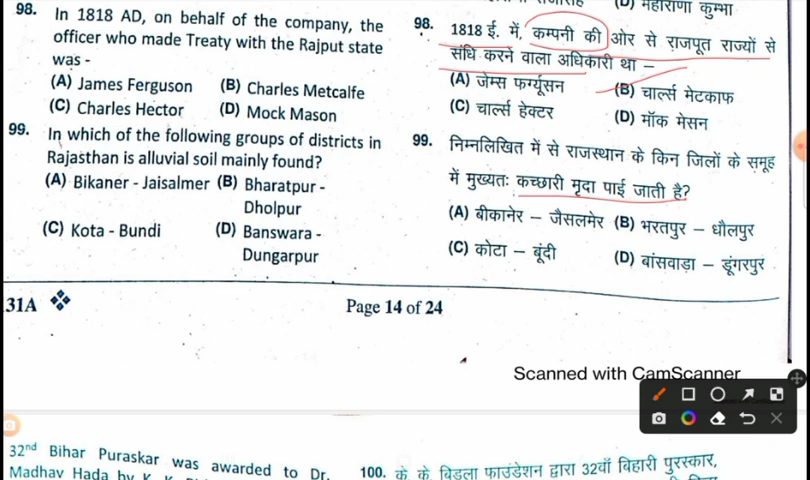 98. In 1818 AD, on behalf of the company, the
officer who made Treaty with the Rajput state
was -
(A) James Ferguson (B) Charles Metcalfe
(C) Charles Hector (D) Mock Mason
99. In which of the following groups of districts in
Rajasthan is alluvial soil mainly found?
(A) Bikaner - Jaisalmer (B) Bharatpur -
Dholpur
(C) Kota - Bundi (D) Banswara -
Dungarpur
(D) महाराणा कुम्भा
98. 1818 ई. में, कम्पनी की ओर से राजपूत राज्यों से
संधि करने वाला अधिकारी था –
(A) जेम्स फर्ग्यूसन (B) चार्ल्स मेटकाफ
(C) चार्ल्स हेक्टर (D) मॉक मेसन
99. निम्नलिखित में से राजस्थान के किन जिलों के समूह
में मुख्यतः कच्छारी मृदा पाई जाती है?
(A) बीकानेर – जैसलमेर (B) भरतपुर – धौलपुर
(C) कोटा – बूंदी (D) बांसवाड़ा – डूंगरपुर
31A Page 14 of 24
Scanned with CamScanner
32nd Bihar Puraskar was awarded to Dr.
Madhav Hada by K. K.
100. के. के. बिडला फाउंडेशन द्वारा 32वाँ बिहारी पुरस्कार,